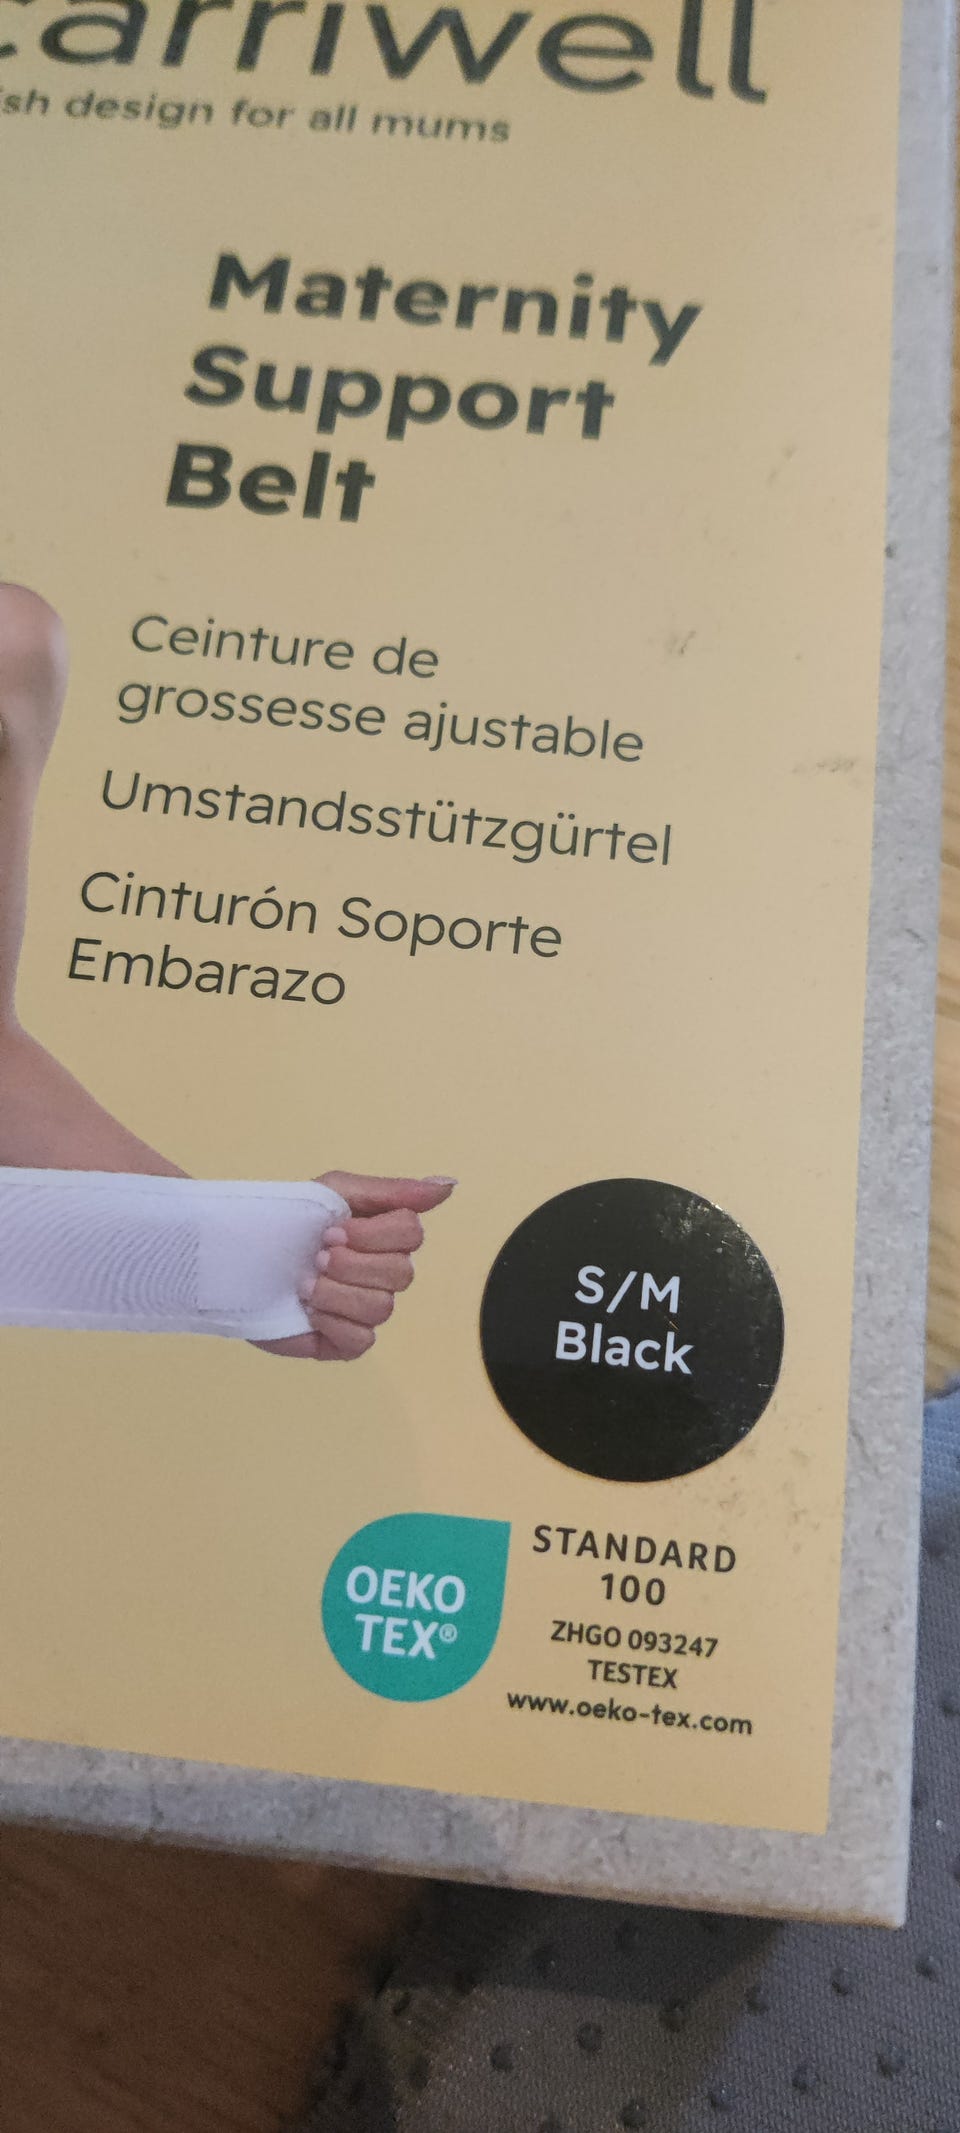 carriwell
design for all mums
Maternity
Support
Belt
Ceinture de
grossesse ajustable
Umstandsstützgürtel
Cinturón Soporte
Embarazo
S/M
Black
OEKO
TEX®
STANDARD
100
ZHGO 093247
TESTEX
www.oeko-tex.com